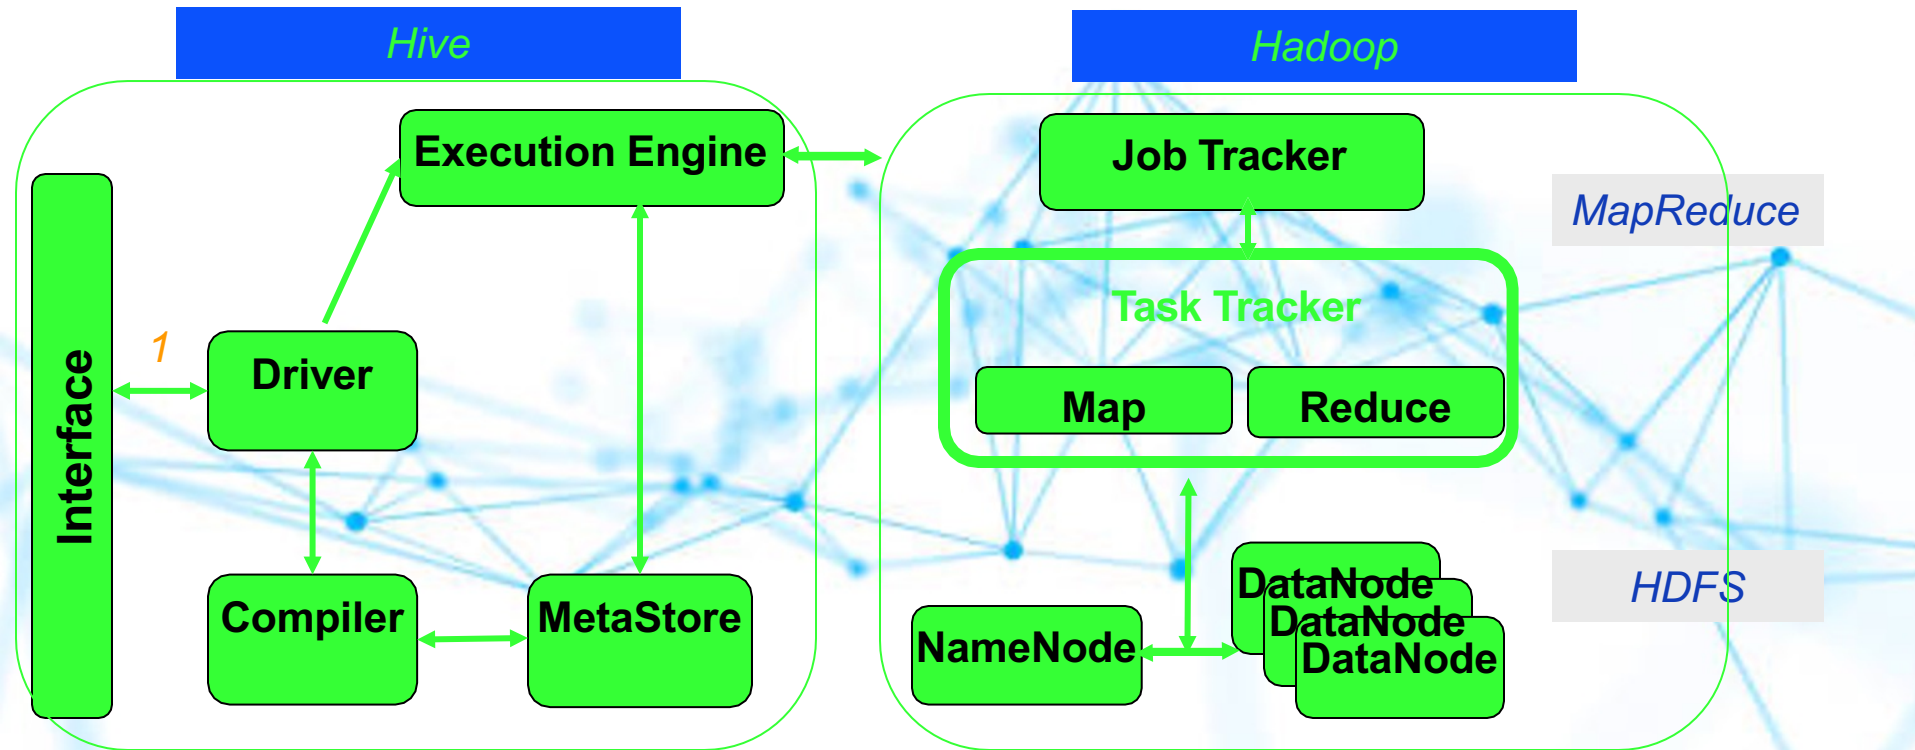 Hive
Hadoop
Execution Engine
Job Tracker
MapReduce
Task Tracker
Interface
1
Driver
Map
Reduce
Compiler
MetaStore
NameNode
DataNode
DataNode
DataNode
HDFS